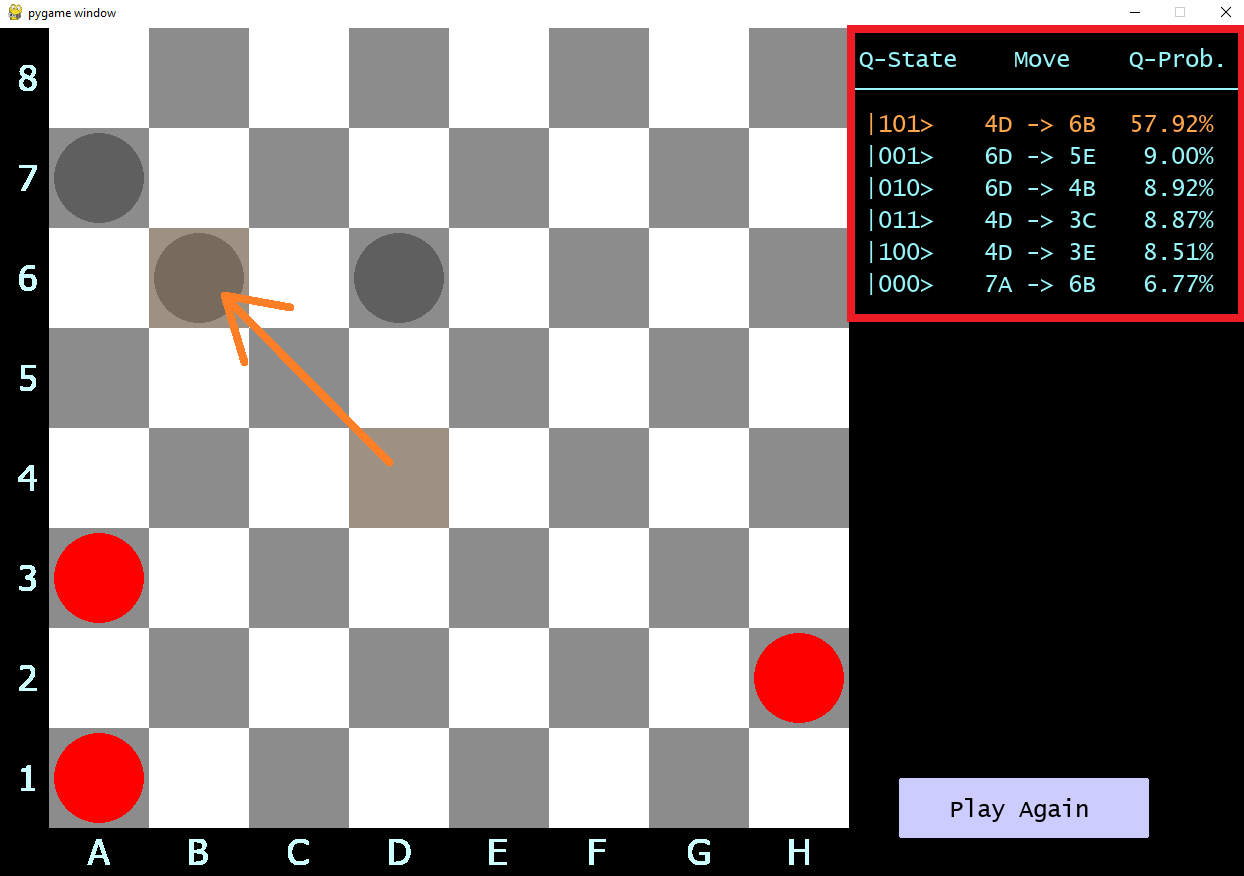 pygame window
Q-State Move Q-Prob.
|101> 4D -> 6B 57.92%
|001> 6D -> 5E 9.00%
|010> 6D -> 4B 8.92%
|011> 4D -> 3C 8.87%
|100> 4D -> 3E 8.51%
|000> 7A -> 6B 6.77%
8
7
6
5
4
3
2
1
A B C D E F G H
Play Again